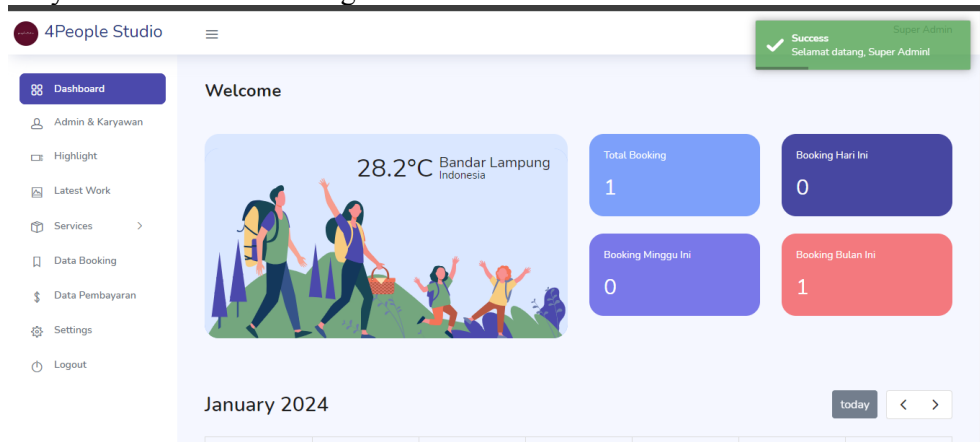 4People Studio
Super Admin
Success
Selamat datang, Super Admin!
Dashboard
Admin & Karyawan
Highlight
Latest Work
Services
Data Booking
Data Pembayaran
Settings
Logout
Welcome
28.2°C Bandar Lampung
Indonesia
Total Booking
1
Booking Hari Ini
0
Booking Minggu Ini
0
Booking Bulan Ini
1
January 2024
today